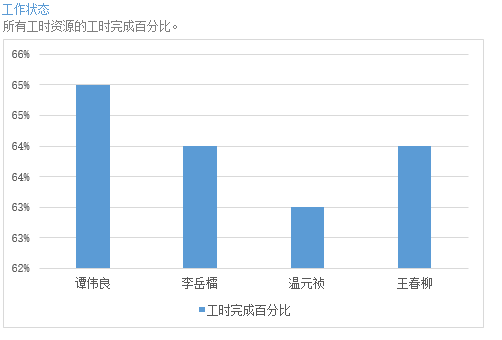 工作状态
所有工时资源的工时完成百分比。
66%
65%
65%
64%
64%
63%
63%
62%
谭伟良 李岳檑 温元祯 王春柳
工时完成百分比